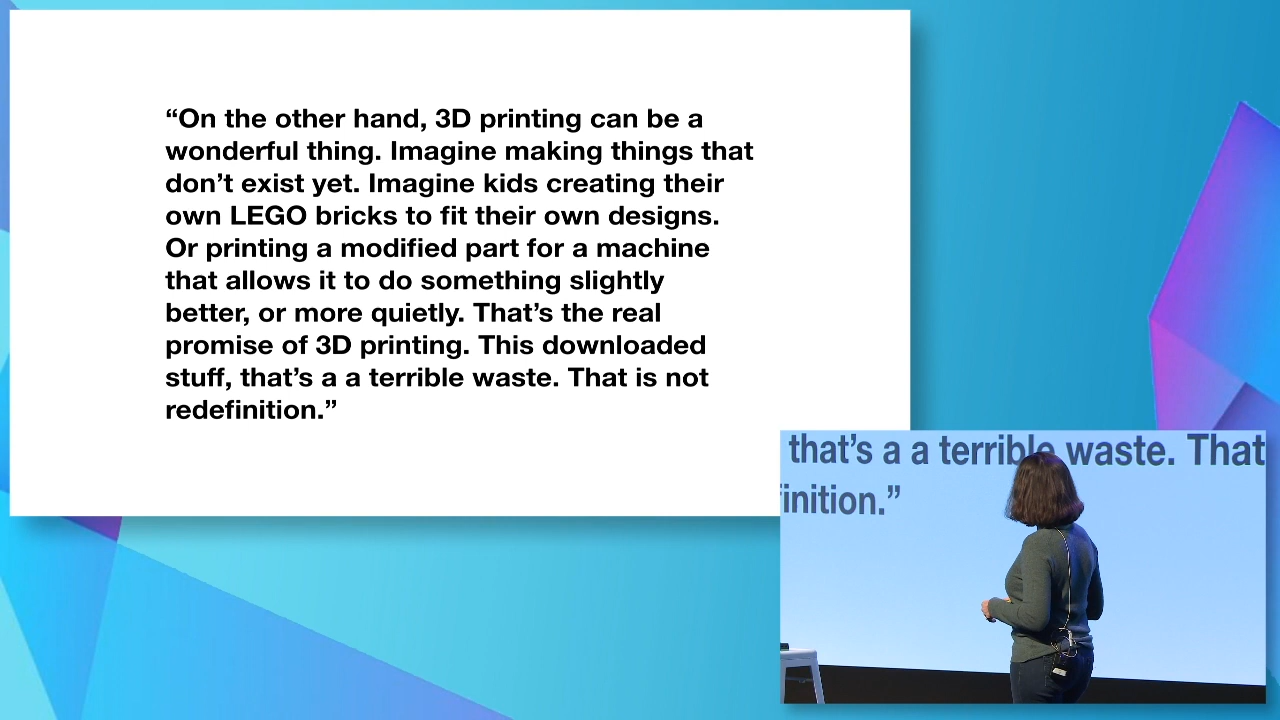 “On the other hand, 3D printing can be a
wonderful thing. Imagine making things that
don’t exist yet. Imagine kids creating their
own LEGO bricks to fit their own designs.
Or printing a modified part for a machine
that allows it to do something slightly
better, or more quietly. That’s the real
promise of 3D printing. This downloaded
stuff, that’s a a terrible waste. That is not
redefinition.”
that’s a a terrible waste. That
finition.”